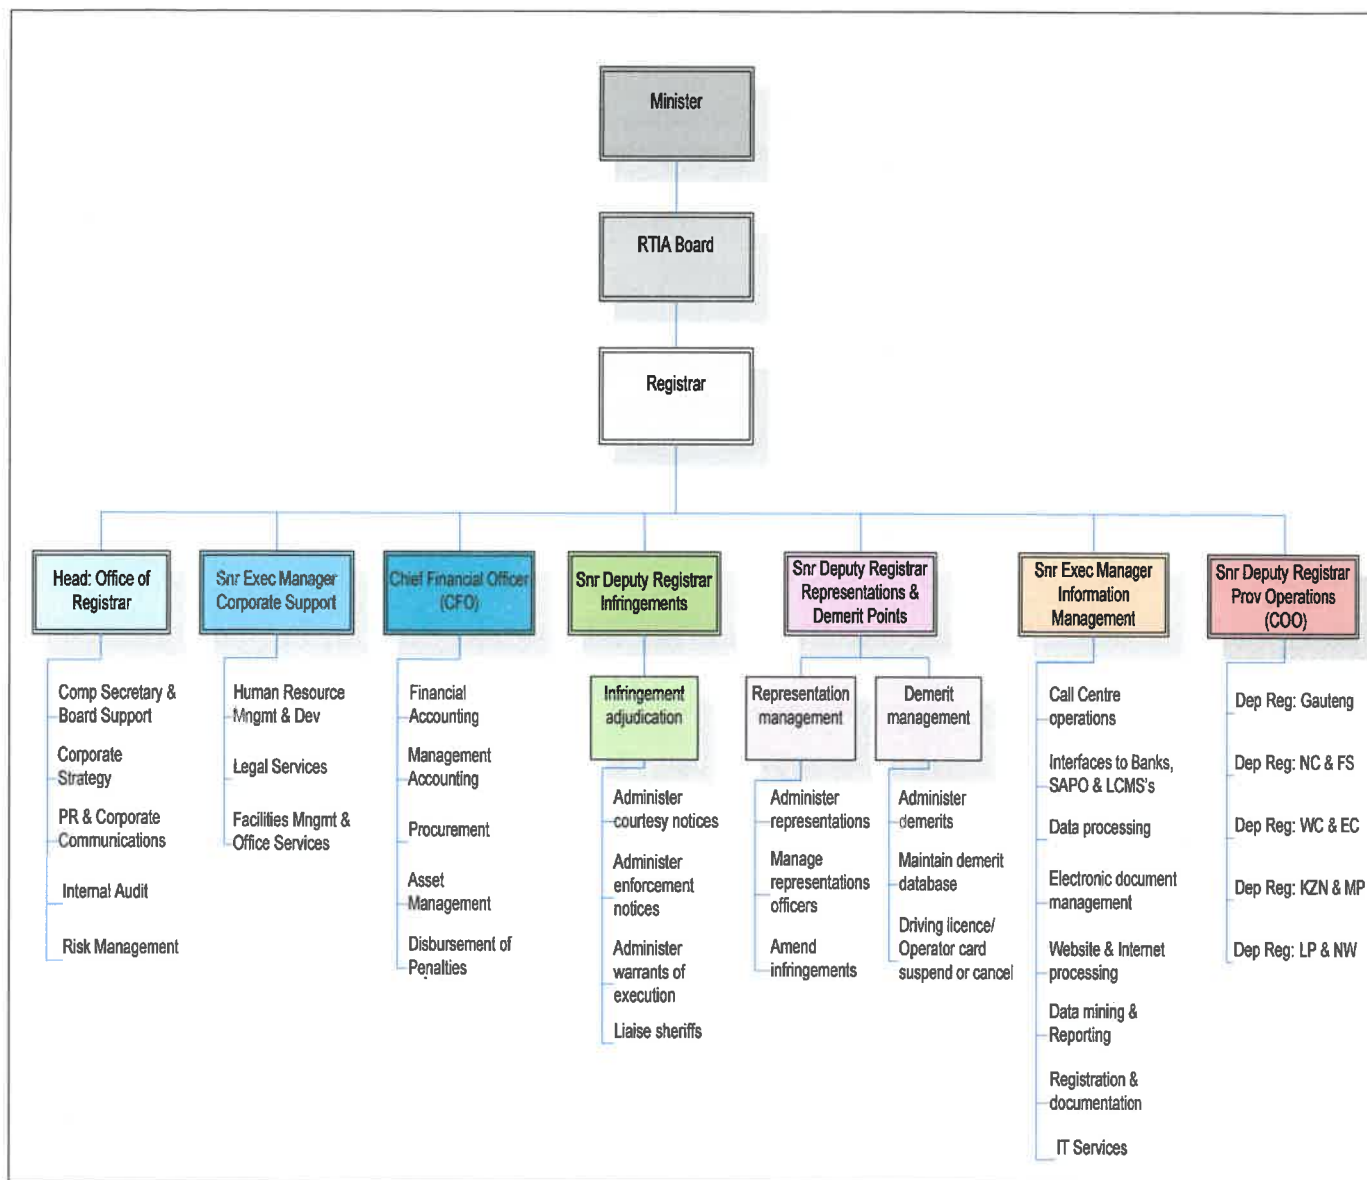 Minister
RTIA Board
Registrar
Head: Office of
Registrar
Comp Secretary &
Board Support
Corporate
Strategy
PR & Corporate
Communications
Internal Audit
Risk Management
Snr Exec Manager
Corporate Support
Human Resource
Mngmt & Dev
Legal Services
Facilities Mngmt &
Office Services
Chief Financial Officer
(CFO)
Financial
Accounting
Management
Accounting
Procurement
Asset
Management
Disbursement of
Penalties
Snr Deputy Registrar
Infringements
Infringement
adjudication
Administer
courtesy notices
Administer
enforcement
notices
Administer
warrants of
execution
Liaise sheriffs
Snr Deputy Registrar
Representations &
Demerit Points
Representation
management
Administer
representations
Manage
representations
officers
Amend
infringements
Demerit
management
Administer
demerits
Maintain demerit
database
Driving licence/
Operator card
suspend or cancel
Snr Exec Manager
Information
Management
Call Centre
operations
Interfaces to Banks,
SAPO & LCMS's
Data processing
Electronic document
management
Website & Internet
processing
Data mining &
Reporting
Registration &
documentation
IT Services
Snr Deputy Registrar
Prov Operations
(COO)
Dep Reg: Gauteng
Dep Reg: NC & FS
Dep Reg: WC & EC
Dep Reg: KZN & MP
Dep Reg: LP & NW